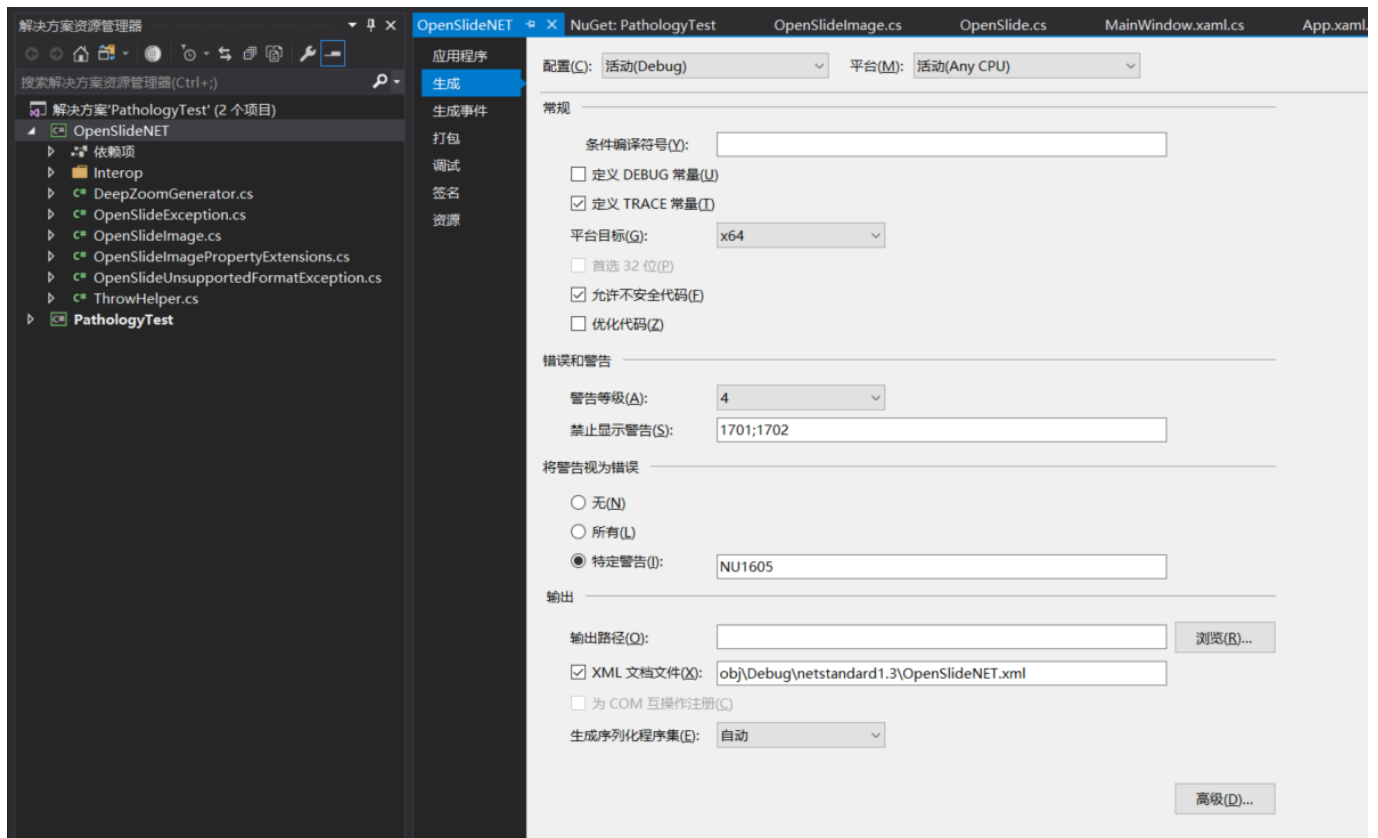 解决方案资源管理器
搜索解决方案资源管理器(Ctrl+;)
解决方案'PathologyTest' (2 个项目)
OpenSlideNET
依赖项
Interop
DeepZoomGenerator.cs
OpenSlideException.cs
OpenSlideImage.cs
OpenSlideImagePropertyExtensions.cs
OpenSlideUnsupportedFormatException.cs
ThrowHelper.cs
PathologyTest
OpenSlideNET NuGet: PathologyTest OpenSlideImage.cs OpenSlide.cs MainWindow.xaml.cs App.xaml.
应用程序
生成
生成事件
打包
调试
签名
资源
配置(C): 活动(Debug) 平台(M): 活动(Any CPU)
常规
条件编译符号(Y):
定义 DEBUG 常量(U)
定义 TRACE 常量(T)
平台目标(G): x64
首选 32 位(P)
允许不安全代码(F)
优化代码(Z)
错误和警告
警告等级(A): 4
禁止显示警告(S): 1701;1702
将警告视为错误
无(N)
所有(L)
特定警告(I): NU1605
输出
输出路径(O): 浏览(R)...
XML 文档文件(X): obj\Debug\netstandard1.3\OpenSlideNET.xml
为 COM 互操作注册(C)
生成序列化程序集(E): 自动
高级(D)...